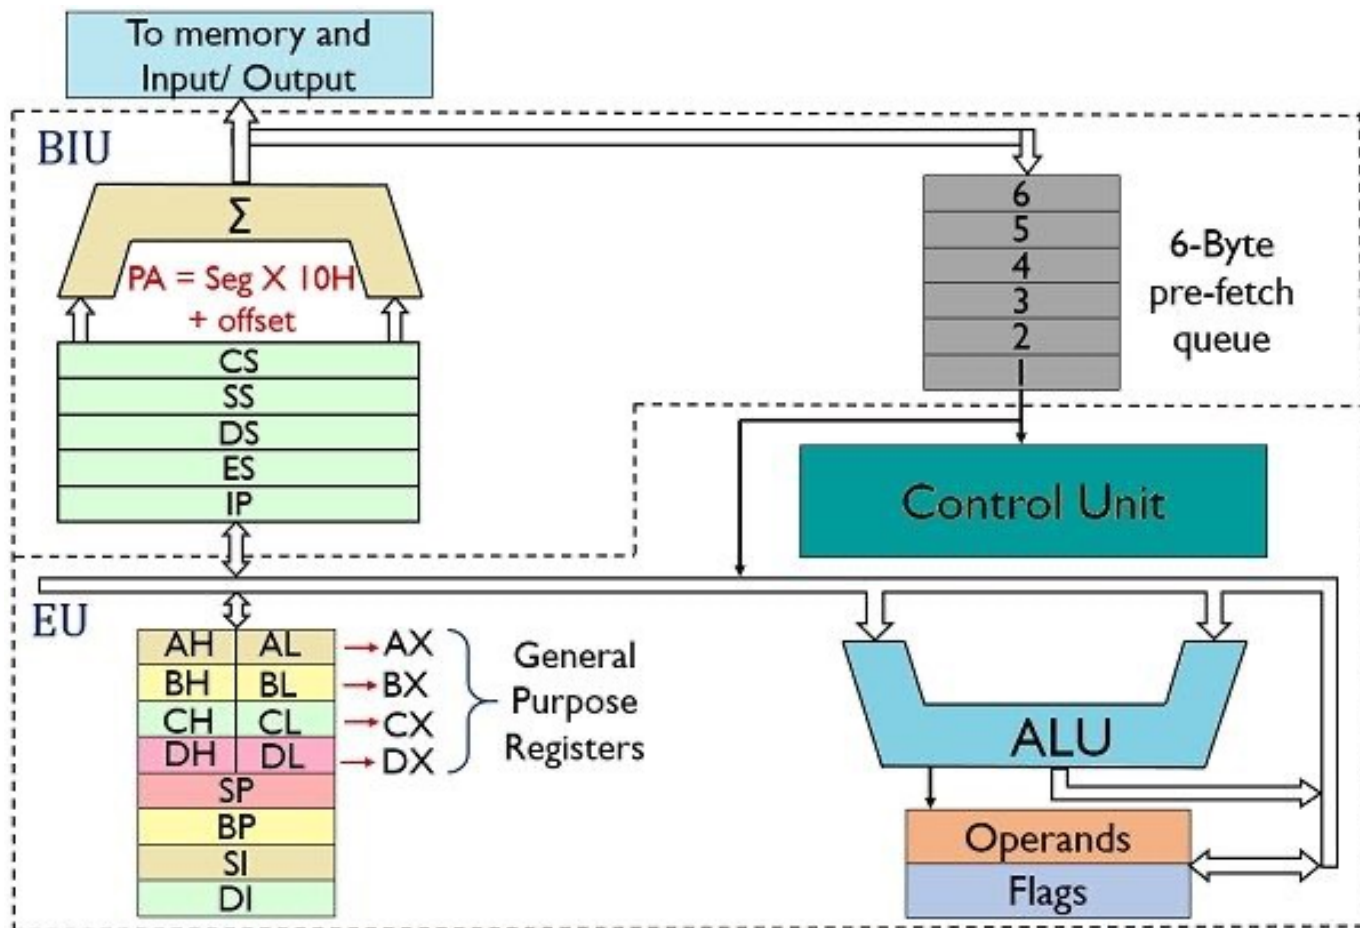 To memory and
Input/ Output
BIU
Σ
PA = Seg X 10H
+ offset
CS
SS
DS
ES
IP
6
5
4
3
2
1
6-Byte
pre-fetch
queue
Control Unit
EU
AH AL AX
BH BL BX
CH CL CX
DH DL DX
SP
BP
SI
DI
General
Purpose
Registers
ALU
Operands
Flags